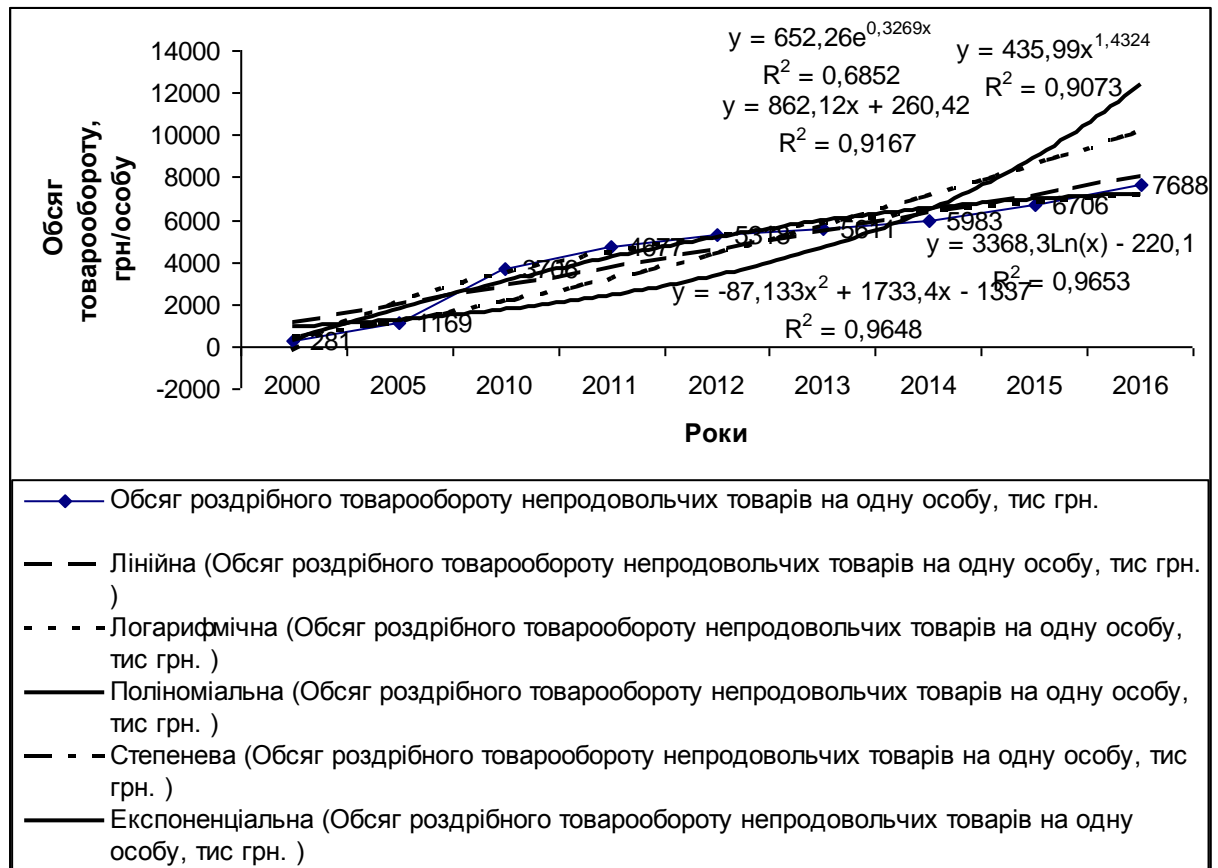 14000
12000
10000
8000
6000
4000
2000
0
-2000
Обсяг
товарообороту,
грн/особу
y = 652,26e^0,3269x
R² = 0,6852
y = 435,99x^1,4324
R² = 0,9073
y = 862,12x + 260,42
R² = 0,9167
y = 3368,3Ln(x) - 220,1
R² = 0,9653
y = -87,133x² + 1733,4x - 1337
R² = 0,9648
281
1169
3706
4677
5318
5611
5983
6706
7688
2000 2005 2010 2011 2012 2013 2014 2015 2016
Роки
Обсяг роздрібного товарообороту непродовольчих товарів на одну особу, тис грн.
Лінійна (Обсяг роздрібного товарообороту непродовольчих товарів на одну особу, тис грн.
)
Логарифмічна (Обсяг роздрібного товарообороту непродовольчих товарів на одну особу,
тис грн. )
Поліноміальна (Обсяг роздрібного товарообороту непродовольчих товарів на одну особу,
тис грн. )
Степенева (Обсяг роздрібного товарообороту непродовольчих товарів на одну особу, тис
грн. )
Експоненціальна (Обсяг роздрібного товарообороту непродовольчих товарів на одну
особу, тис грн. )